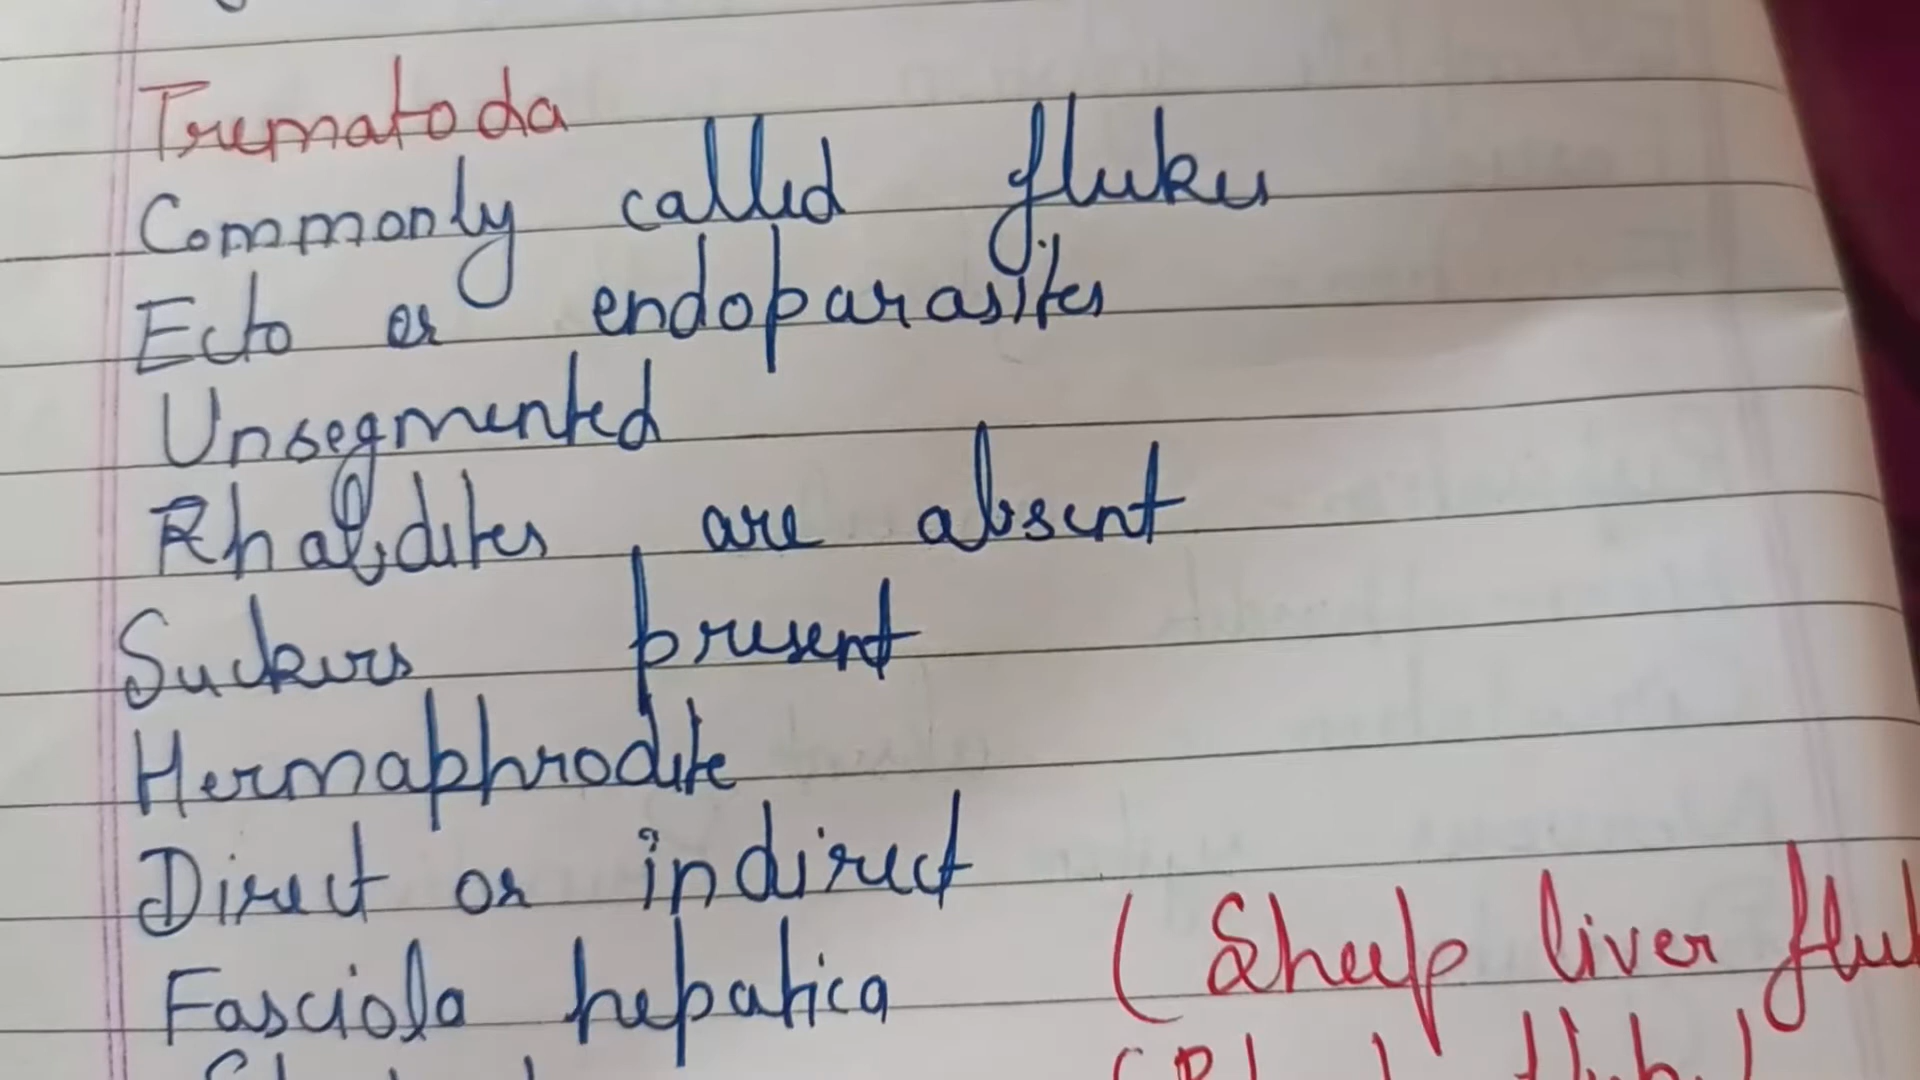 Trematoda
Commonly called flukes
Ecto or endoparasites
Unsegmented
Rhabdites are absent
Suckers present
Hermaphrodite
Direct or indirect
Fasciola hepatica (Sheep liver flu